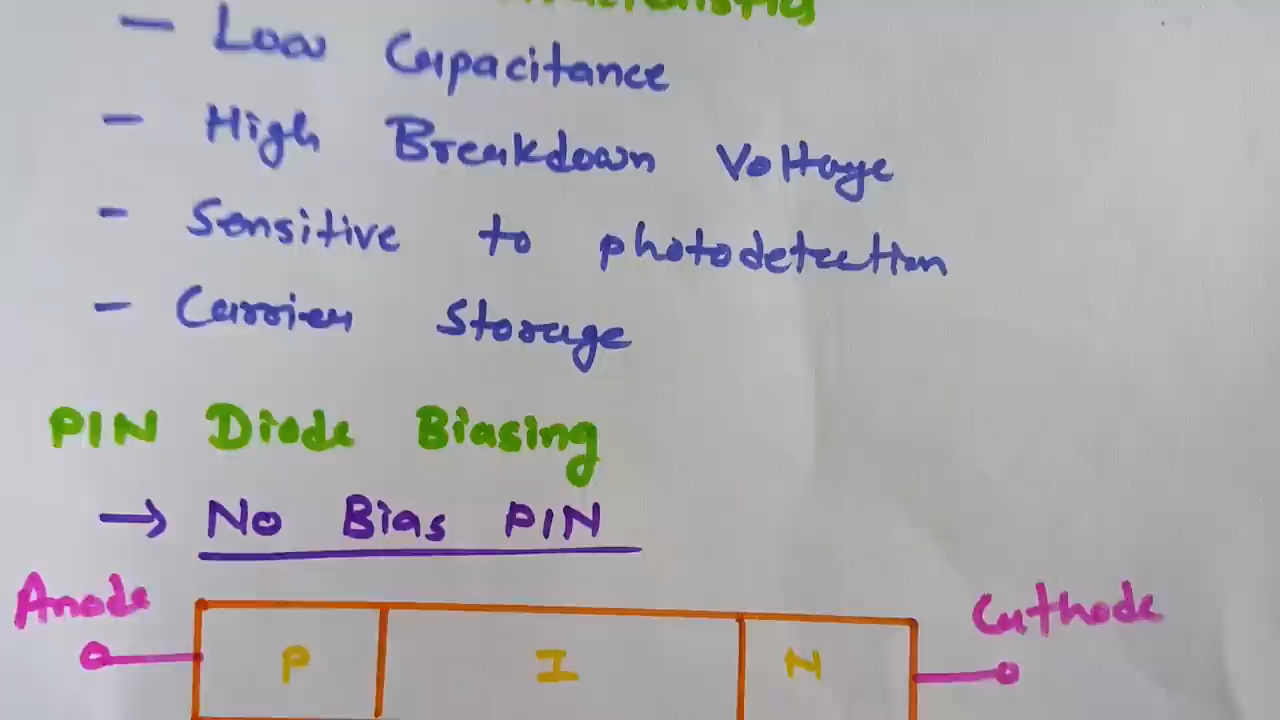 - Low Capacitance
- High Breakdown Voltage
- Sensitive to photodetection
- Carrier Storage
PIN Diode Biasing
→ No Bias PIN
Anode
Cathode
P I N